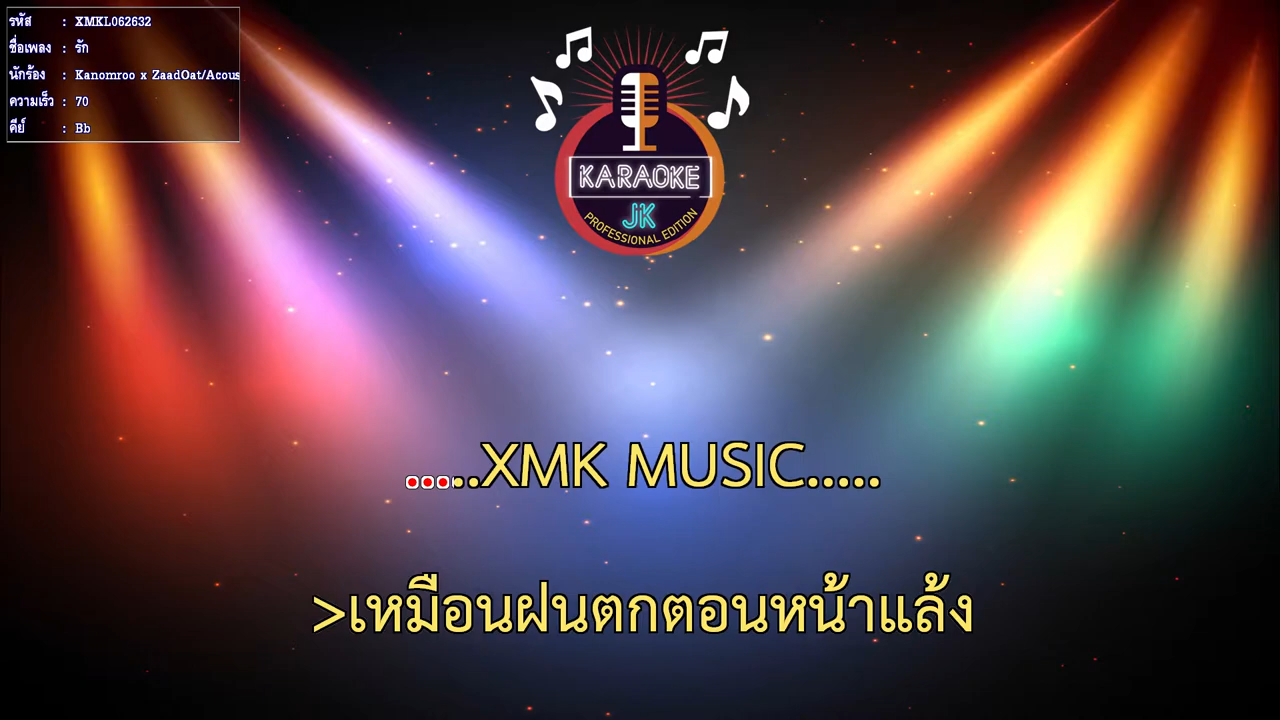 รหัส : XMKL062632
ชื่อเพลง : รัก
นักร้อง : Kanomroo x ZaadOat/Acous
ความเร็ว : 70
คีย์ : Bb
KARAOKE
JK
PROFESSIONAL EDITION
.....XMK MUSIC.....
>เหมือนฝนตกตอนหน้าแล้ง